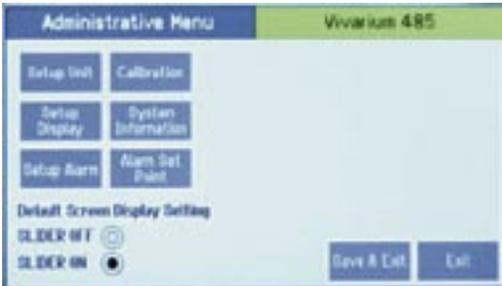 Administrative Menu
Vivarium 485
Setup Unit
Calibration
Setup
Display
System
Information
Setup Alarm
Alarm Set
Point
Default Screen Display Setting
SLIDER OFF
SLIDER ON
Save & Exit
Exit